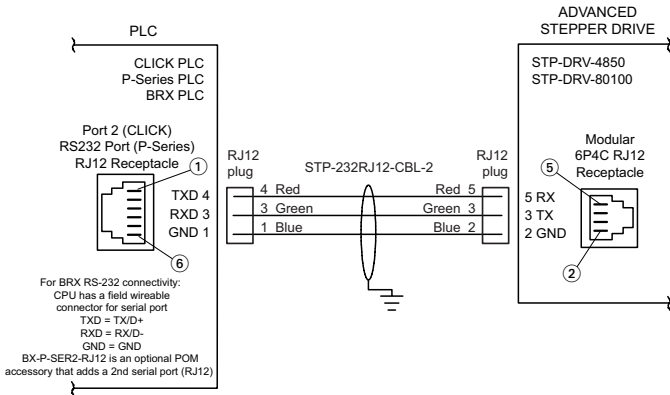 PLC
CLICK PLC
P-Series PLC
BRX PLC
Port 2 (CLICK)
RS232 Port (P-Series)
RJ12 Receptacle
1
6
TXD 4
RXD 3
GND 1
For BRX RS-232 connectivity:
CPU has a field wireable
connector for serial port
TXD = TX/D+
RXD = RX/D-
GND = GND
BX-P-SER2-RJ12 is an optional POM
accessory that adds a 2nd serial port (RJ12)
RJ12
plug
STP-232RJ12-CBL-2
4 Red Red 5
3 Green Green 3
1 Blue Blue 2
RJ12
plug
ADVANCED
STEPPER DRIVE
STP-DRV-4850
STP-DRV-80100
Modular
6P4C RJ12
Receptacle
5
5 RX
3 TX
2 GND
2